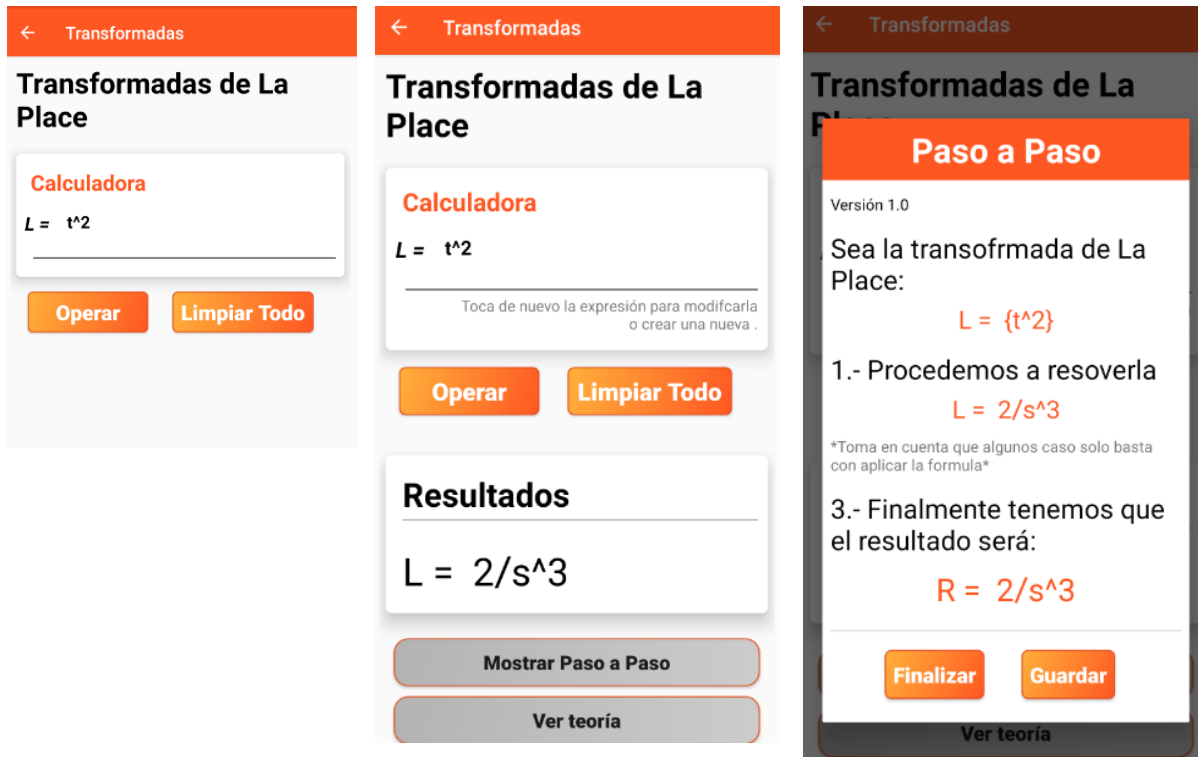 ← Transformadas
Transformadas de La
Place
Calculadora
L = t^2
Operar Limpiar Todo
← Transformadas
Transformadas de La
Place
Calculadora
L = t^2
Toca de nuevo la expresión para modifcarla
o crear una nueva .
Operar Limpiar Todo
Resultados
L = 2/s^3
Mostrar Paso a Paso
Ver teoría
← Transformadas
Transformadas de La
Paso a Paso
Versión 1.0
Sea la transofrmada de La
Place:
L = {t^2}
1.- Procedemos a resoverla
L = 2/s^3
*Toma en cuenta que algunos caso solo basta
con aplicar la formula*
3.- Finalmente tenemos que
el resultado será:
R = 2/s^3
Finalizar Guardar
Ver teoría